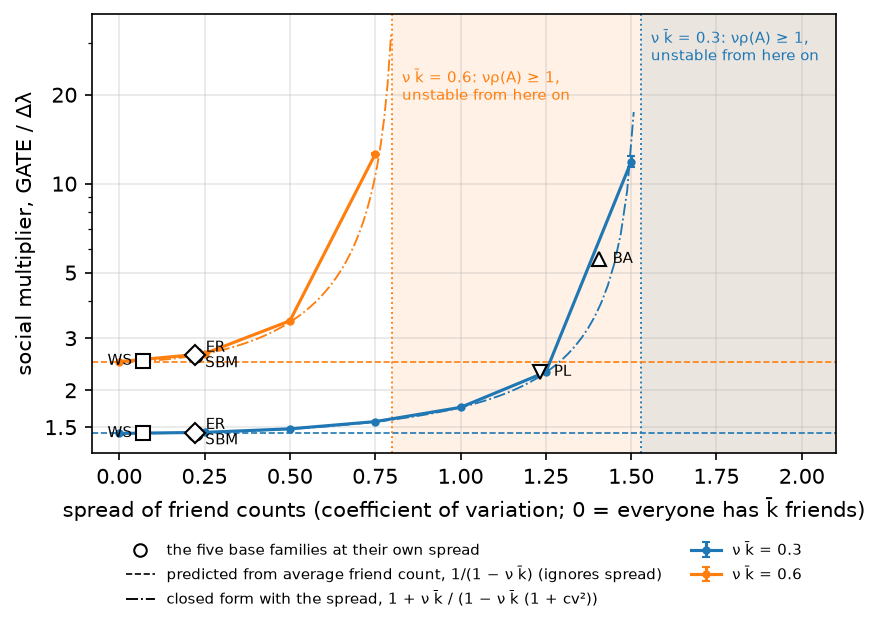 social multiplier, GATE / Δλ
20
10
5
3
2
1.5
ν k̄ = 0.6: νρ(A) ≥ 1,
unstable from here on
ν k̄ = 0.3: νρ(A) ≥ 1,
unstable from here on
WS
ER
SBM
WS
ER
SBM
PL
BA
0.00 0.25 0.50 0.75 1.00 1.25 1.50 1.75 2.00
spread of friend counts (coefficient of variation; 0 = everyone has k̄ friends)
the five base families at their own spread
predicted from average friend count, 1/(1 − ν k̄) (ignores spread)
closed form with the spread, 1 + ν k̄ / (1 − ν k̄ (1 + cv²))
ν k̄ = 0.3
ν k̄ = 0.6